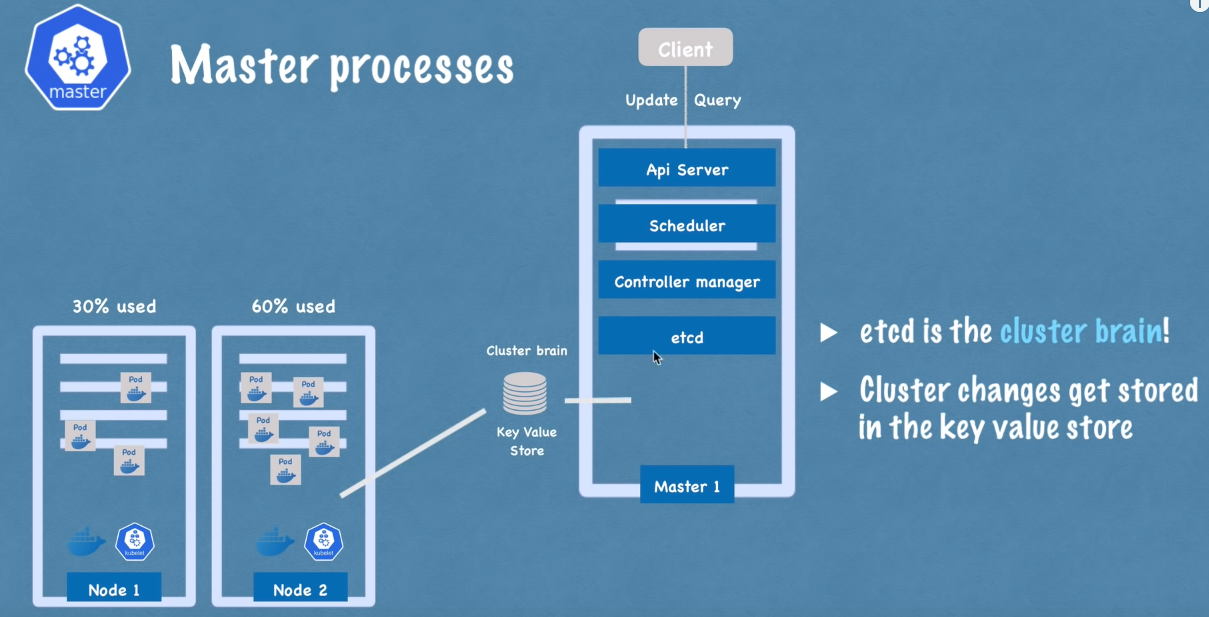 master
Master processes
Client
Update Query
Api Server
Scheduler
Controller manager
etcd
Master 1
30% used
60% used
Pod
Pod
Pod
Pod
Pod
Pod
Pod
Pod
kubelet
kubelet
Node 1
Node 2
Cluster brain
Key Value
Store
etcd is the cluster brain!
Cluster changes get stored
in the key value store